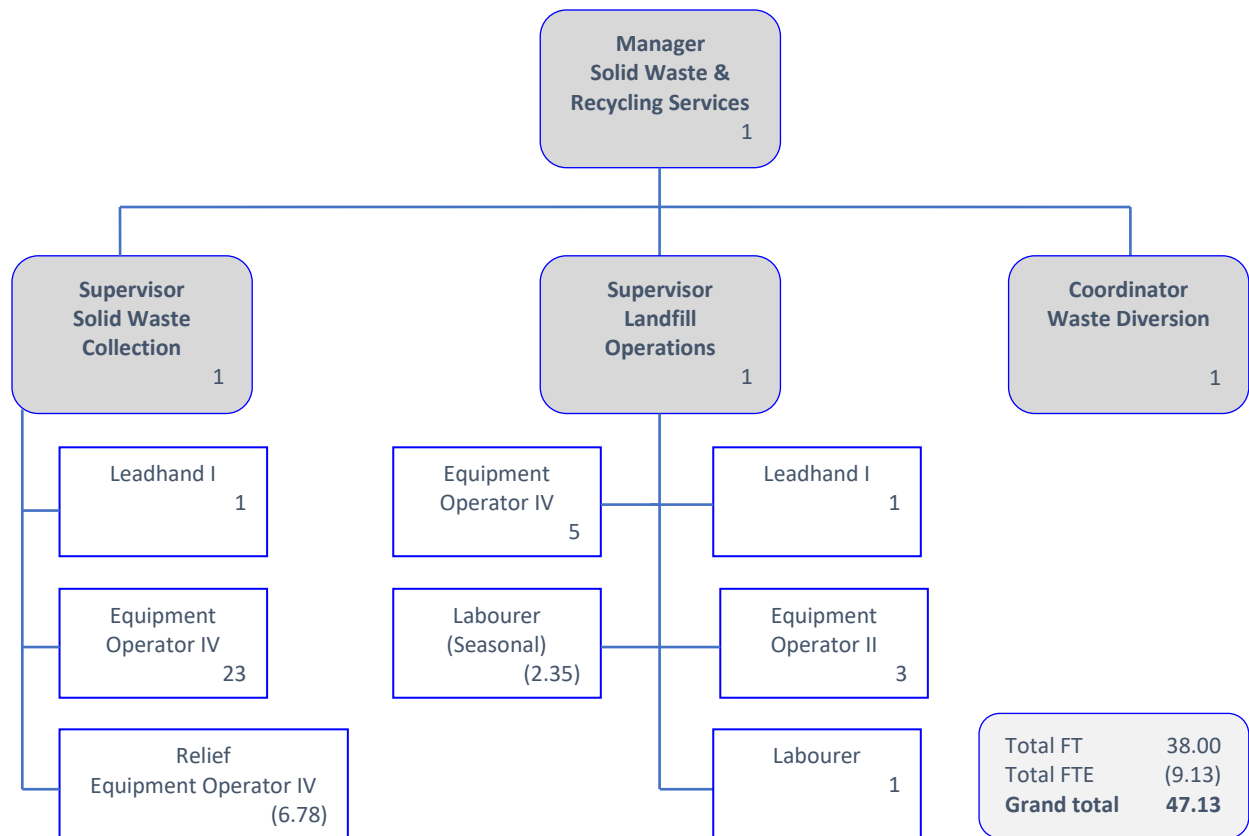 Manager
Solid Waste &
Recycling Services
1
Supervisor
Solid Waste
Collection
1
Supervisor
Landfill
Operations
1
Coordinator
Waste Diversion
1
Leadhand I
1
Equipment
Operator IV
5
Leadhand I
1
Equipment
Operator IV
23
Labourer
(Seasonal)
(2.35)
Equipment
Operator II
3
Relief
Equipment Operator IV
(6.78)
Labourer
1
Total FT 38.00
Total FTE (9.13)
Grand total 47.13